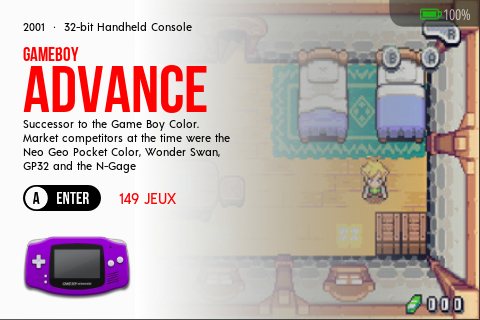 2001 · 32-bit Handheld Console
100%
R
B A
GAMEBOY
ADVANCE
Successor to the Game Boy Color.
Market competitors at the time were the
Neo Geo Pocket Color, Wonder Swan,
GP32 and the N-Gage
A ENTER 149 JEUX
000